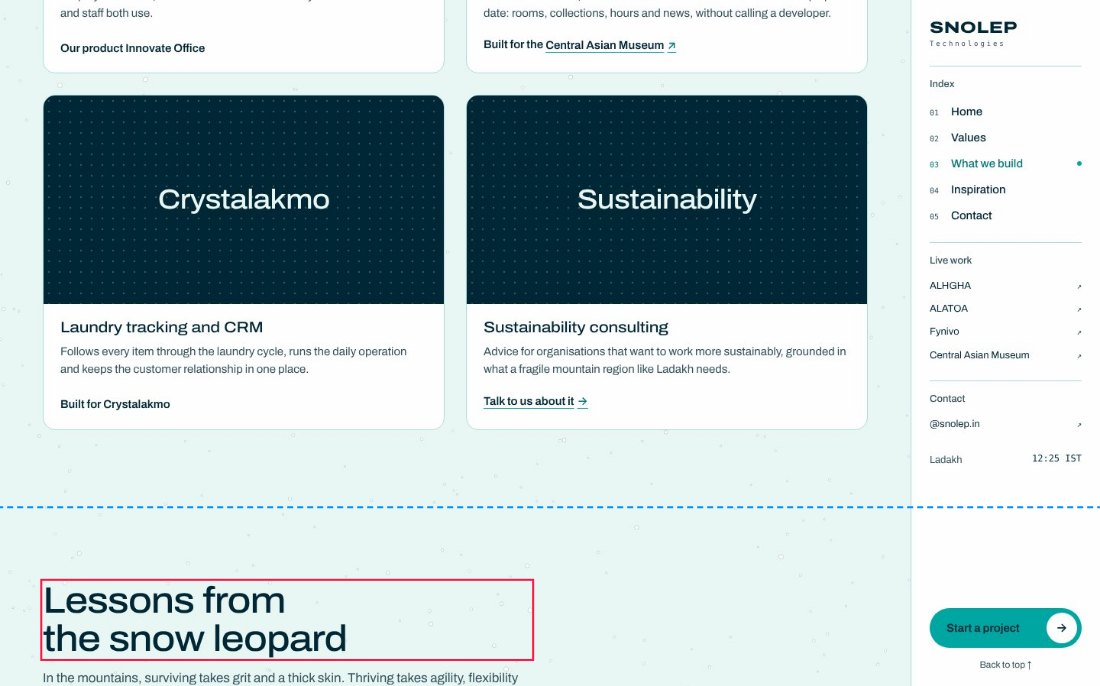 and staff both use.
Our product Innovate Office
date: rooms, collections, hours and news, without calling a developer.
Built for the Central Asian Museum ↗
Crystalakmo
Laundry tracking and CRM
Follows every item through the laundry cycle, runs the daily operation
and keeps the customer relationship in one place.
Built for Crystalakmo
Sustainability
Sustainability consulting
Advice for organisations that want to work more sustainably, grounded in
what a fragile mountain region like Ladakh needs.
Talk to us about it →
Lessons from
the snow leopard
In the mountains, surviving takes grit and a thick skin. Thriving takes agility, flexibility
SNOLEP
Technologies
Index
01 Home
02 Values
03 What we build
04 Inspiration
05 Contact
Live work
ALHGHA ↗
ALATOA ↗
Fynivo ↗
Central Asian Museum ↗
Contact
@snolep.in ↗
Ladakh 12:25 IST
Start a project →
Back to top ↑